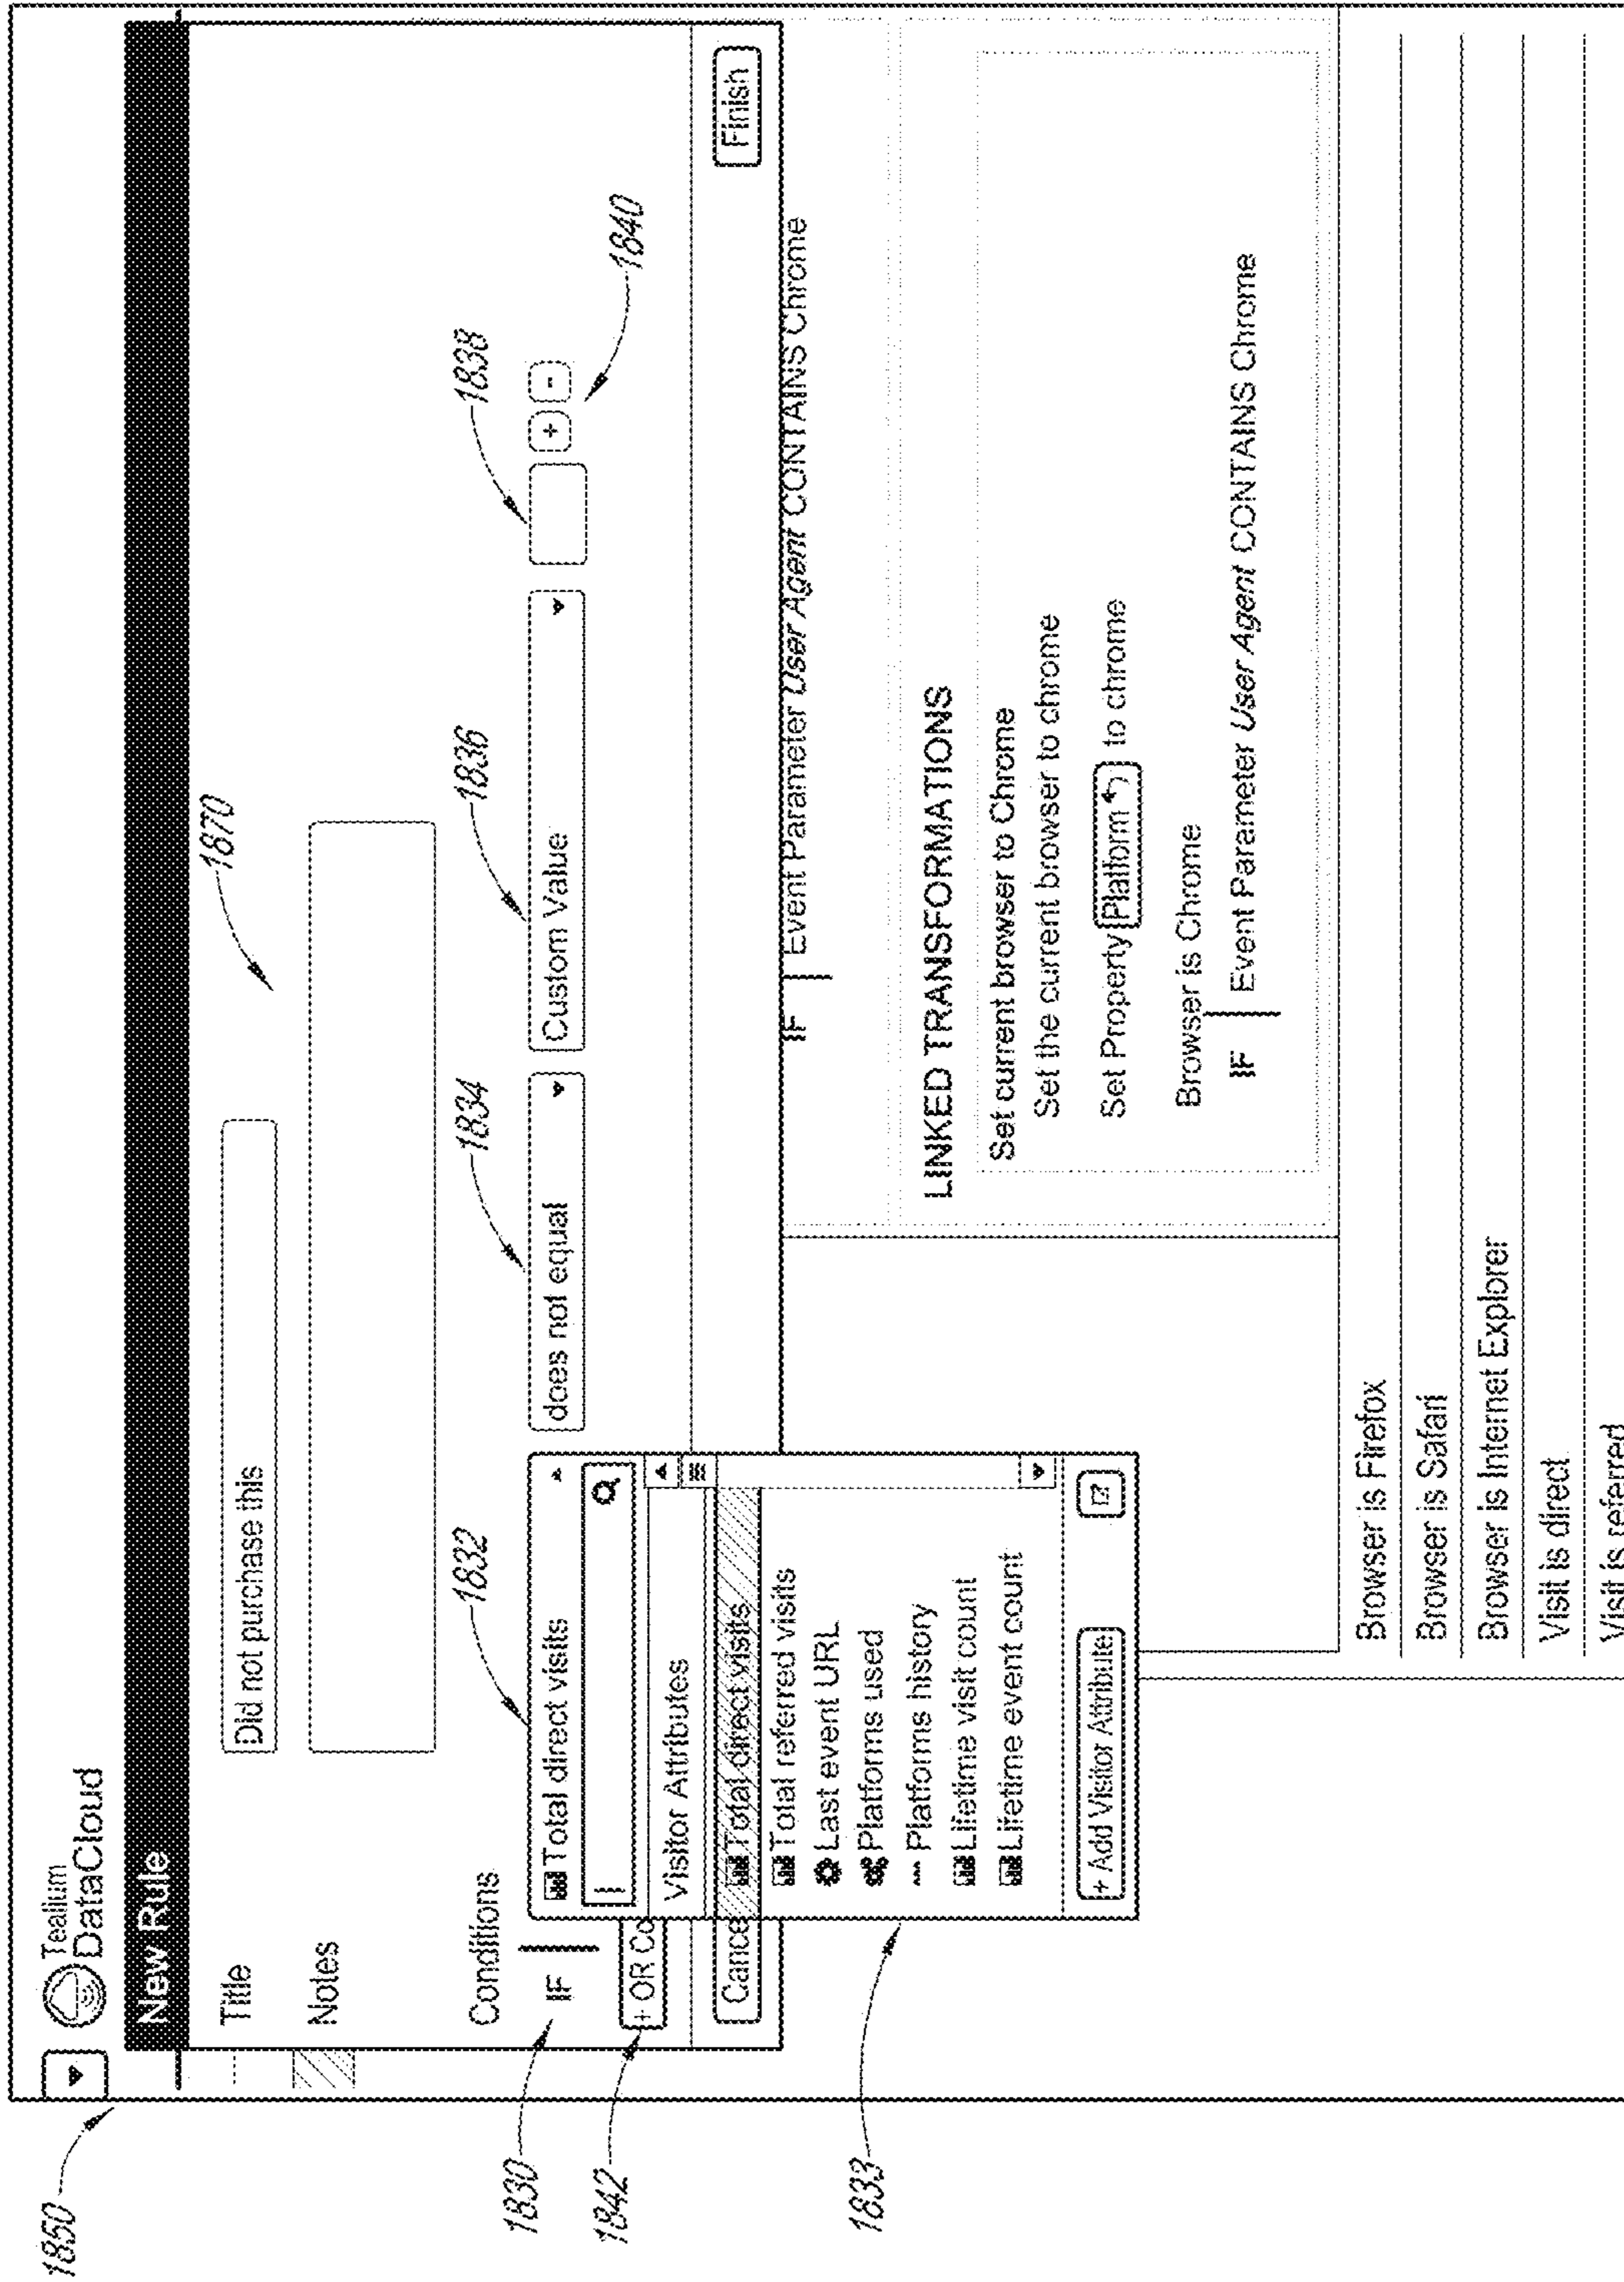 1850
Tealium
DataCloud
New Rule
1870
Title
Did not purchase this
Notes
Conditions
1832
1834
1836
1838
1830
IF
Total direct visits
does not equal
Custom Value
+
-
1840
1842
+ OR Co
Visitor Attributes
Cance
Total direct visits
Finish
Total referred visits
IF
Event Parameter User Agent CONTAINS Chrome
Last event URL
Platforms used
1833
Platforms history
Lifetime visit count
Lifetime event count
+ Add Visitor Attribute
LINKED TRANSFORMATIONS
Set current browser to Chrome
Set the current browser to chrome
Set Property Platform to chrome
Browser is Chrome
IF
Event Parameter User Agent CONTAINS Chrome
Browser is Firefox
Browser is Safari
Browser is Internet Explorer
Visit is direct
Visit is referred